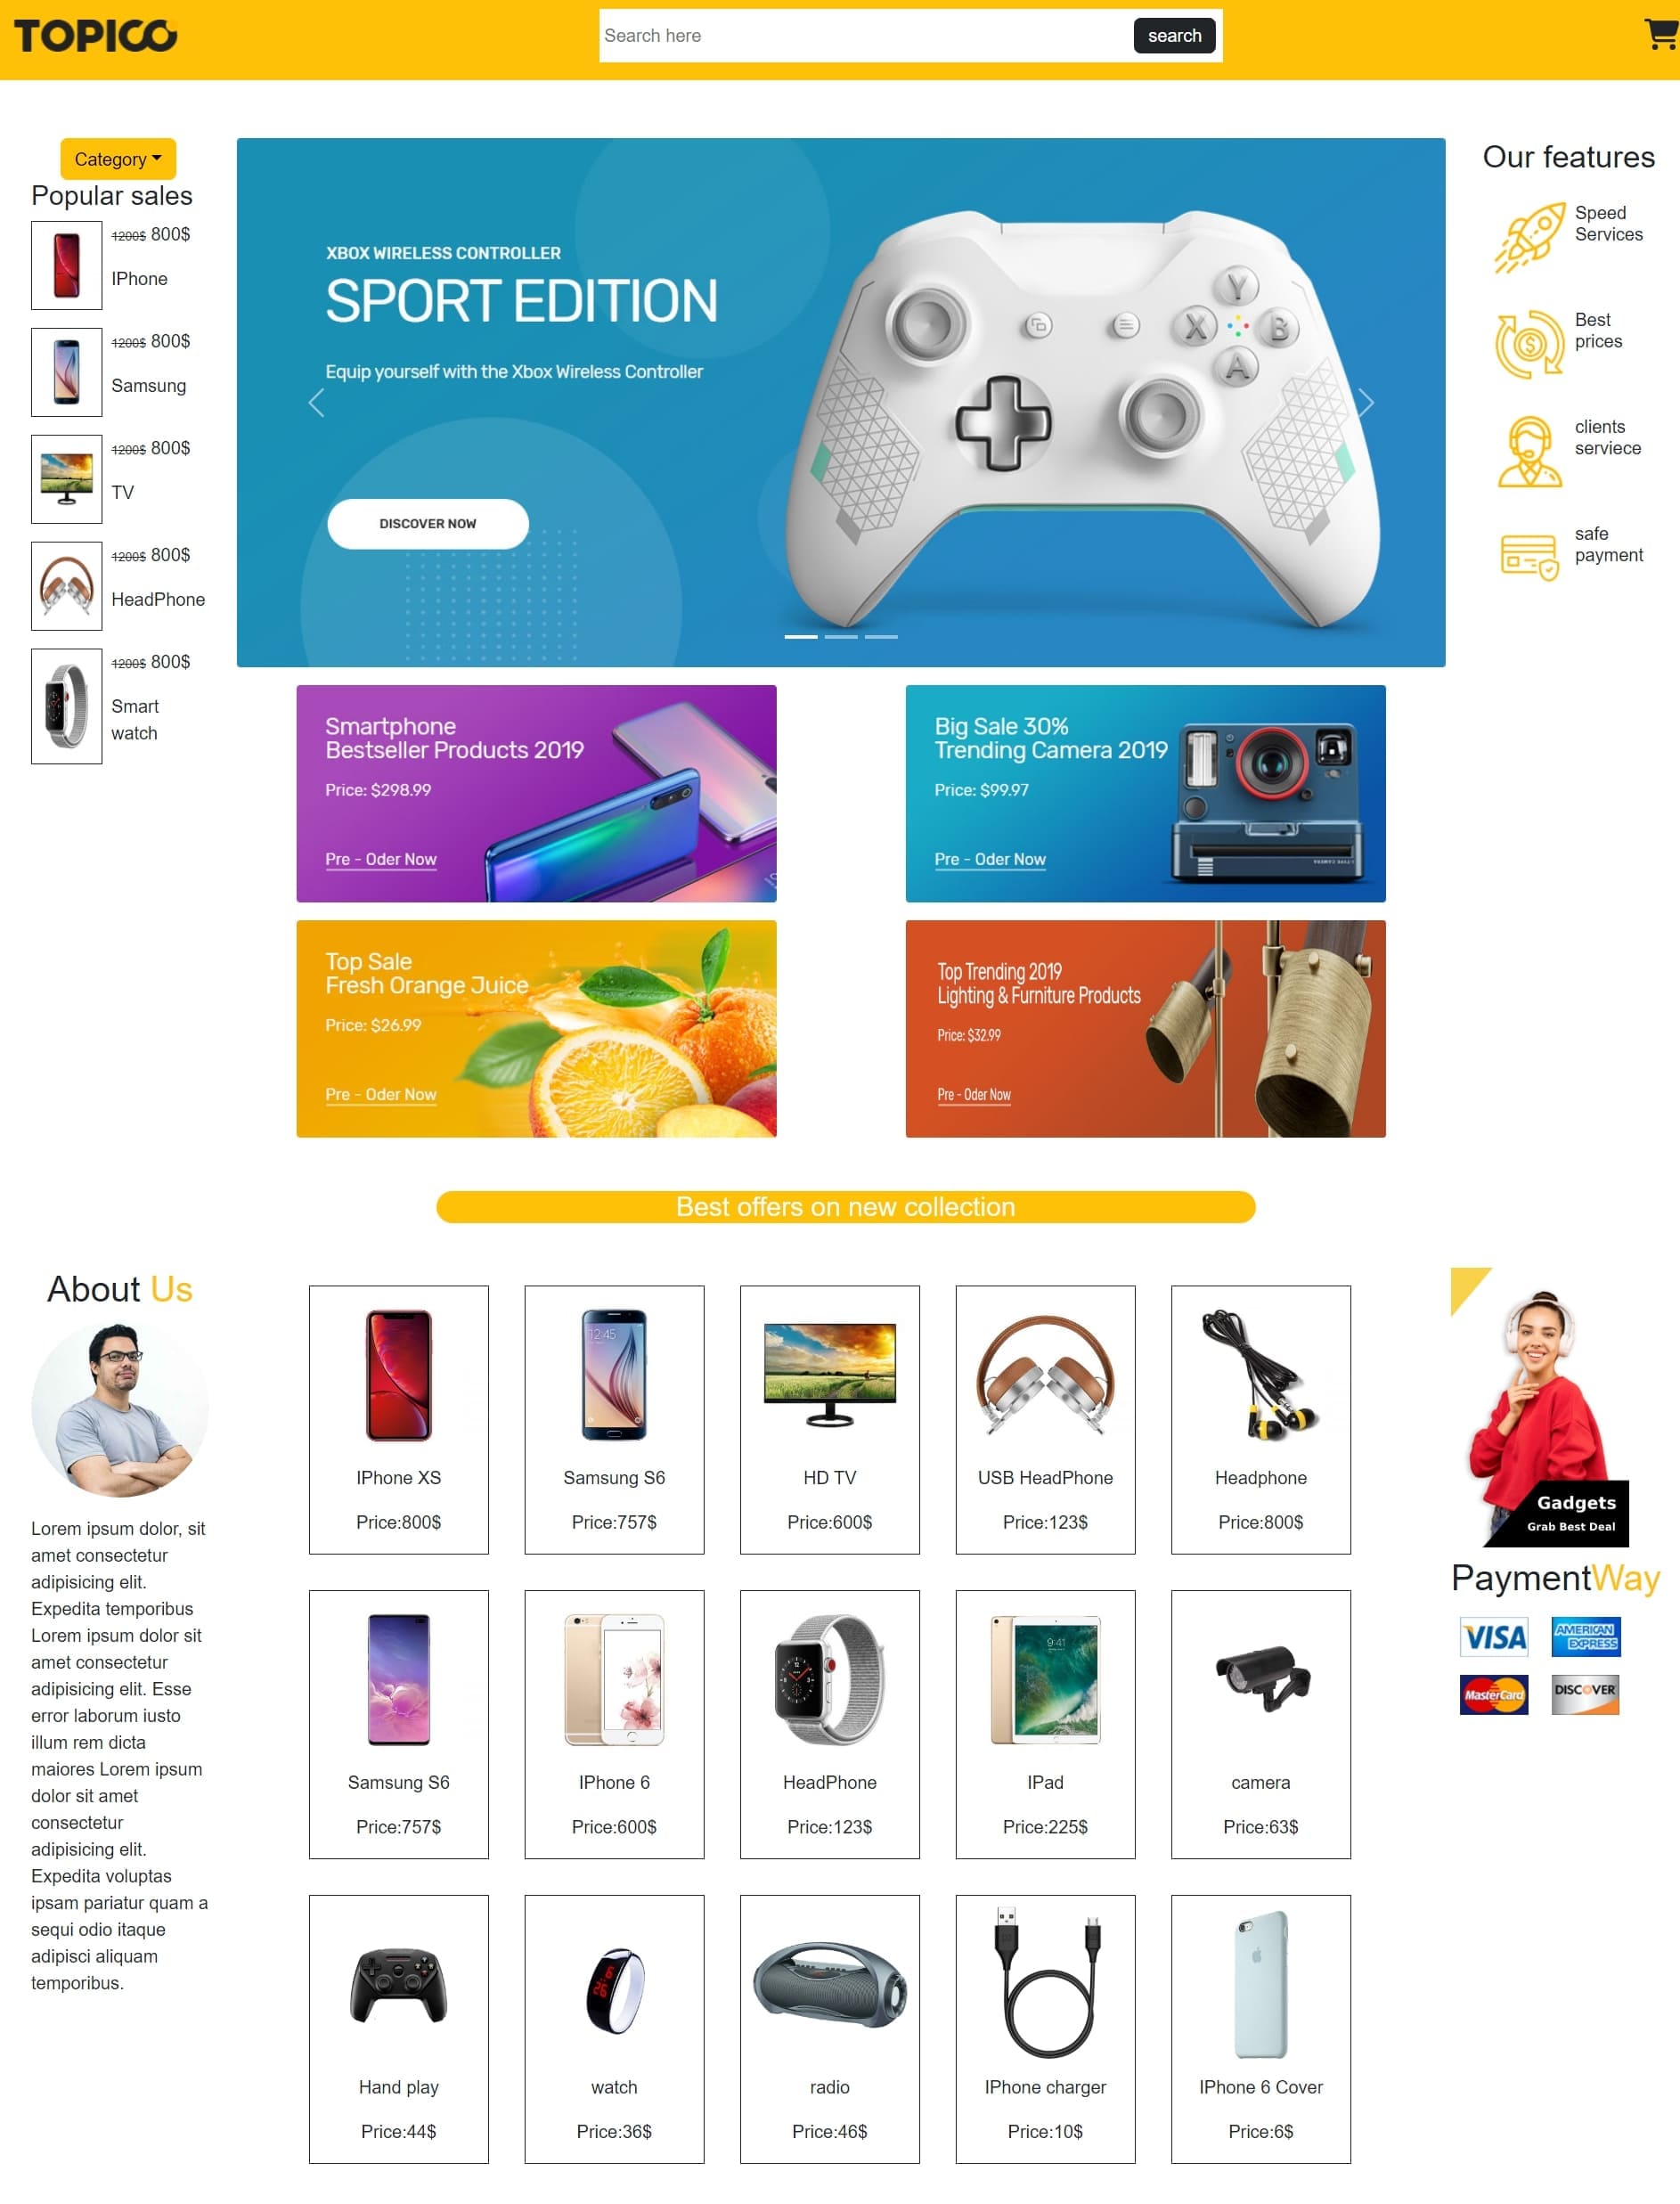 TOPICO
Search here
search
Category
Popular sales
1200$ 800$
IPhone
1200$ 800$
Samsung
1200$ 800$
TV
1200$ 800$
HeadPhone
1200$ 800$
Smart
watch
XBOX WIRELESS CONTROLLER
SPORT EDITION
Equip yourself with the Xbox Wireless Controller
DISCOVER NOW
Y
X
B
A
Our features
Speed
Services
Best
prices
clients
serviece
safe
payment
Smartphone
Bestseller Products 2019
Price: $298.99
Pre - Oder Now
Big Sale 30%
Trending Camera 2019
Price: $99.97
Pre - Oder Now
Top Sale
Fresh Orange Juice
Price: $26.99
Pre - Oder Now
Top Trending 2019
Lighting & Furniture Products
Price: $32.99
Pre - Oder Now
Best offers on new collection
About Us
Lorem ipsum dolor, sit
amet consectetur
adipisicing elit.
Expedita temporibus
Lorem ipsum dolor sit
amet consectetur
adipisicing elit. Esse
error laborum iusto
illum rem dicta
maiores Lorem ipsum
dolor sit amet
consectetur
adipisicing elit.
Expedita voluptas
ipsam pariatur quam a
sequi odio itaque
adipisci aliquam
temporibus.
IPhone XS
Price:800$
12:45
Samsung S6
Price:757$
HD TV
Price:600$
USB HeadPhone
Price:123$
Headphone
Price:800$
Samsung S6
Price:757$
IPhone 6
Price:600$
HeadPhone
Price:123$
9:41
IPad
Price:225$
camera
Price:63$
Hand play
Price:44$
watch
Price:36$
radio
Price:46$
IPhone charger
Price:10$
IPhone 6 Cover
Price:6$
Gadgets
Grab Best Deal
PaymentWay
VISA
AMERICAN
EXPRESS
MasterCard
DISCOVER